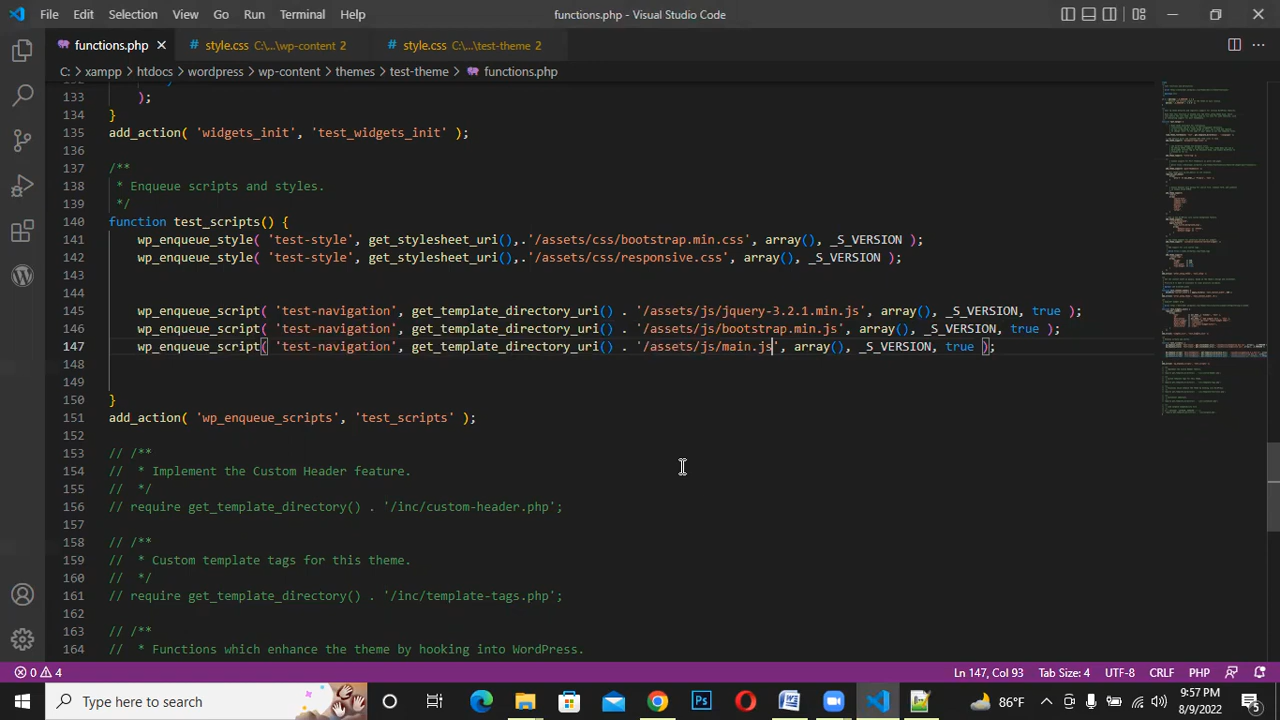 File Edit Selection View Go Run Terminal Help functions.php - Visual Studio Code
functions.php style.css C:\...\wp-content 2 style.css C:\...\test-theme 2
C: > xampp > htdocs > wordpress > wp-content > themes > test-theme > functions.php
133 );
134 }
135 add_action( 'widgets_init', 'test_widgets_init' );
136
137 /**
138 * Enqueue scripts and styles.
139 */
140 function test_scripts() {
141 wp_enqueue_style( 'test-style', get_stylesheet_uri(),.'/assets/css/bootstrap.min.css', array(), _S_VERSION);
142 wp_enqueue_style( 'test-style', get_stylesheet_uri(),.'/assets/css/responsive.css', array(), _S_VERSION );
143
144
145 wp_enqueue_script( 'test-navigation', get_template_directory_uri() . '/assets/js/jquery-3.4.1.min.js', array(), _S_VERSION, true );
146 wp_enqueue_script( 'test-navigation', get_template_directory_uri() . '/assets/js/bootstrap.min.js', array(), _S_VERSION, true );
147 wp_enqueue_script( 'test-navigation', get_template_directory_uri() . '/assets/js/main.js', array(), _S_VERSION, true );
148
149
150 }
151 add_action( 'wp_enqueue_scripts', 'test_scripts' );
152
153 // /**
154 // * Implement the Custom Header feature.
155 // */
156 // require get_template_directory() . '/inc/custom-header.php';
157
158 // /**
159 // * Custom template tags for this theme.
160 // */
161 // require get_template_directory() . '/inc/template-tags.php';
162
163 // /**
164 // * Functions which enhance the theme by hooking into WordPress.
0 4 Ln 147, Col 93 Tab Size: 4 UTF-8 CRLF PHP
Type here to search 86°F 9:57 PM
8/9/2022 5